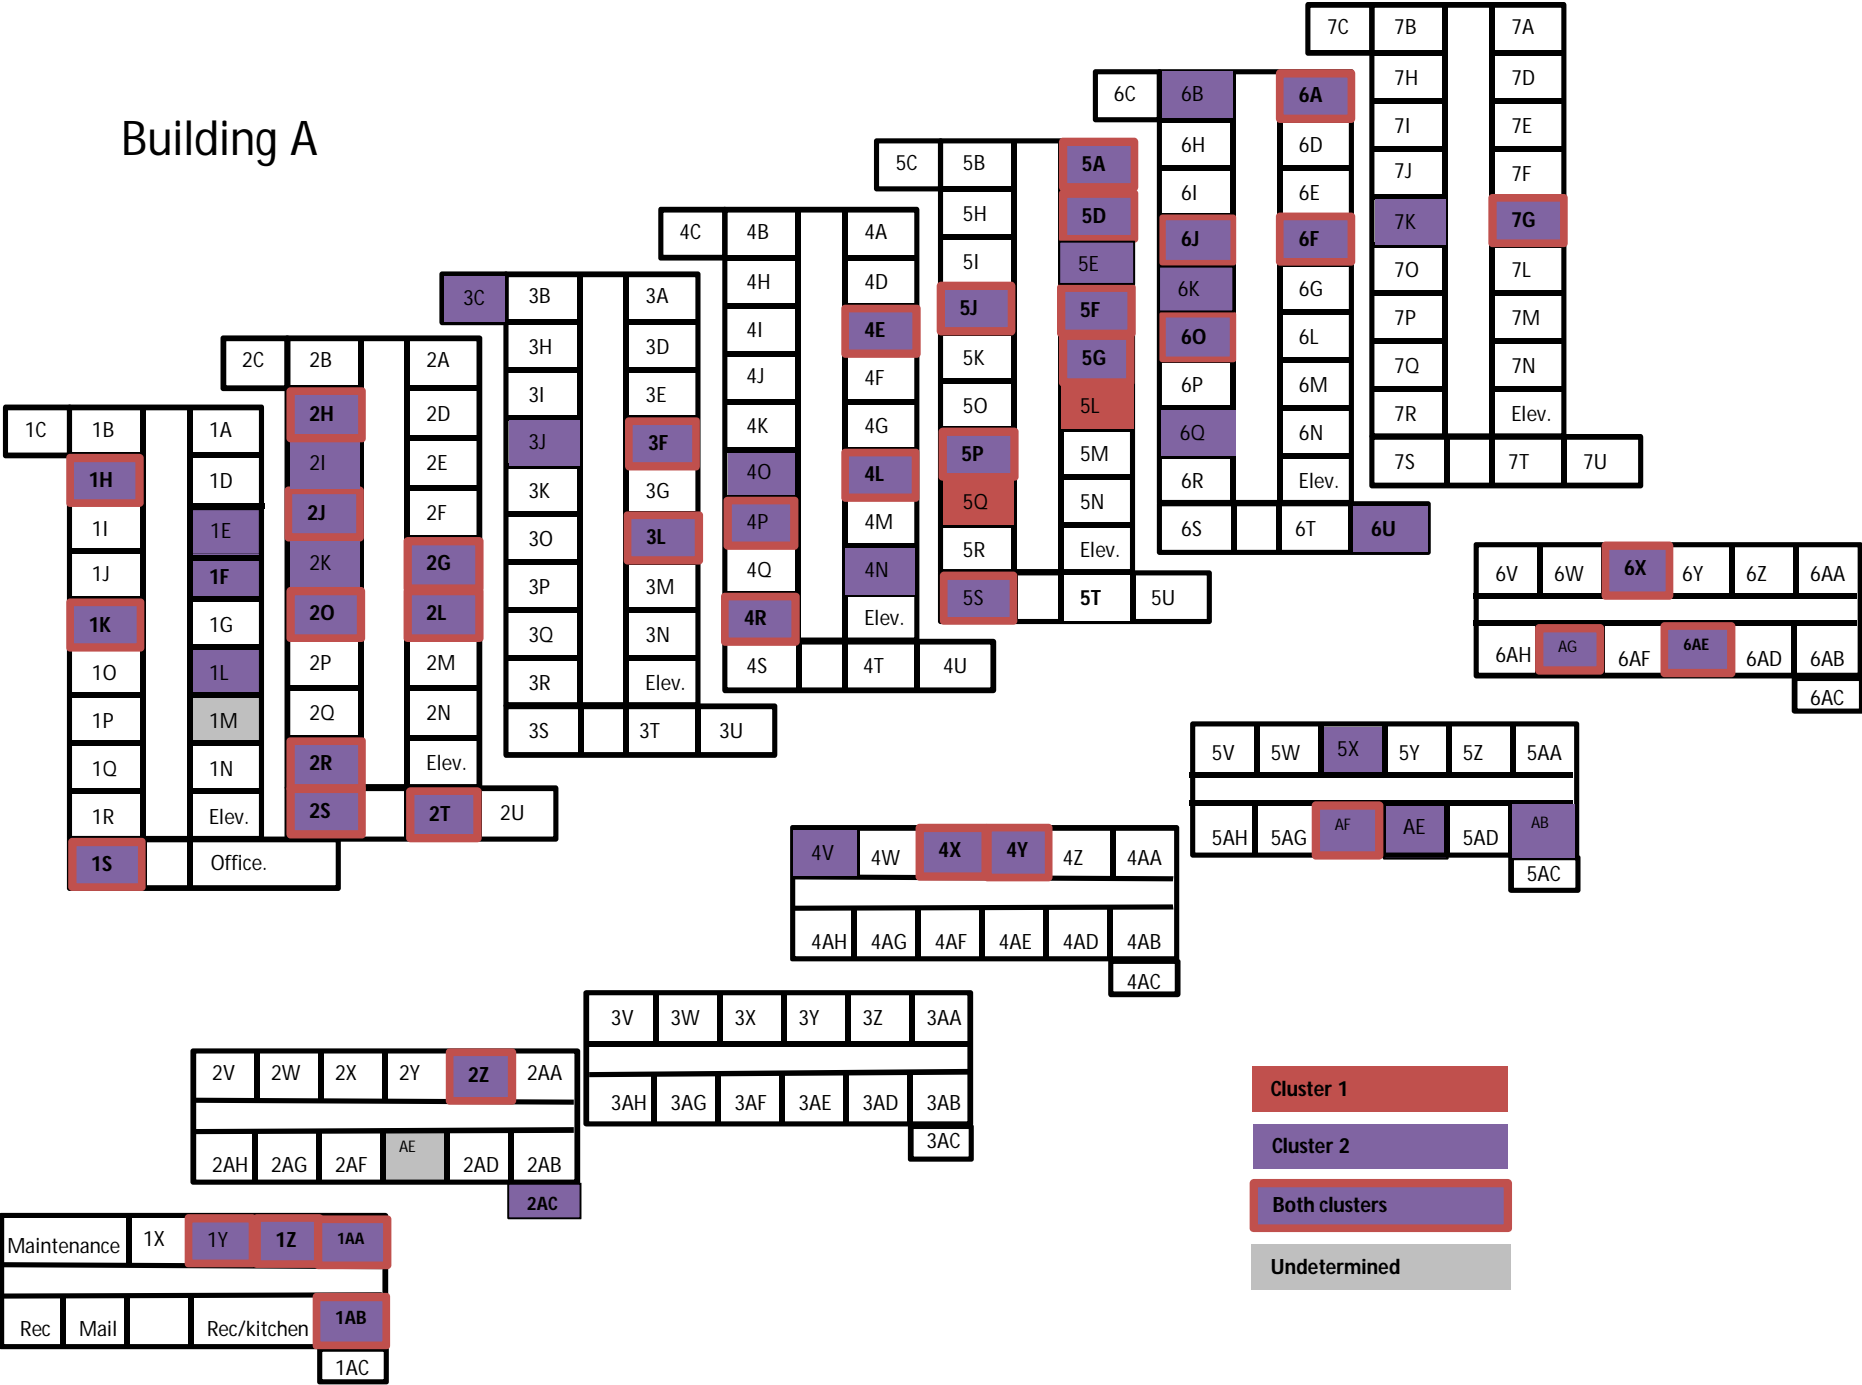 Building A
7C 7B 7A
7H 7D
7I 7E
7J 7F
7K 7G
7O 7L
7P 7M
7Q 7N
7R Elev.
7S 7T 7U
6C 6B 6A
6H 6D
6I 6E
6J 6F
6K 6G
6O 6L
6P 6M
6Q 6N
6R Elev.
6S 6T 6U
5C 5B 5A
5H 5D
5I 5E
5J 5F
5K 5G
5O 5L
5P 5M
5Q 5N
5R Elev.
5S 5T 5U
4C 4B 4A
4H 4D
4I 4E
4J 4F
4K 4G
4O 4L
4P 4M
4Q 4N
4R Elev.
4S 4T 4U
3C 3B 3A
3H 3D
3I 3E
3J 3F
3K 3G
3O 3L
3P 3M
3Q 3N
3R Elev.
3S 3T 3U
2C 2B 2A
2H 2D
2I 2E
2J 2F
2K 2G
2O 2L
2P 2M
2Q 2N
2R Elev.
2S 2T 2U
1C 1B 1A
1H 1D
1I 1E
1J 1F
1K 1G
1O 1L
1P 1M
1Q 1N
1R Elev.
1S Office.
6V 6W 6X 6Y 6Z 6AA
6AH AG 6AF 6AE 6AD 6AB
6AC
5V 5W 5X 5Y 5Z 5AA
5AH 5AG AF AE 5AD AB
5AC
4V 4W 4X 4Y 4Z 4AA
4AH 4AG 4AF 4AE 4AD 4AB
4AC
3V 3W 3X 3Y 3Z 3AA
3AH 3AG 3AF 3AE 3AD 3AB
3AC
2V 2W 2X 2Y 2Z 2AA
2AH 2AG 2AF AE 2AD 2AB
2AC
Maintenance 1X 1Y 1Z 1AA
Rec Mail Rec/kitchen 1AB
1AC
Cluster 1
Cluster 2
Both clusters
Undetermined